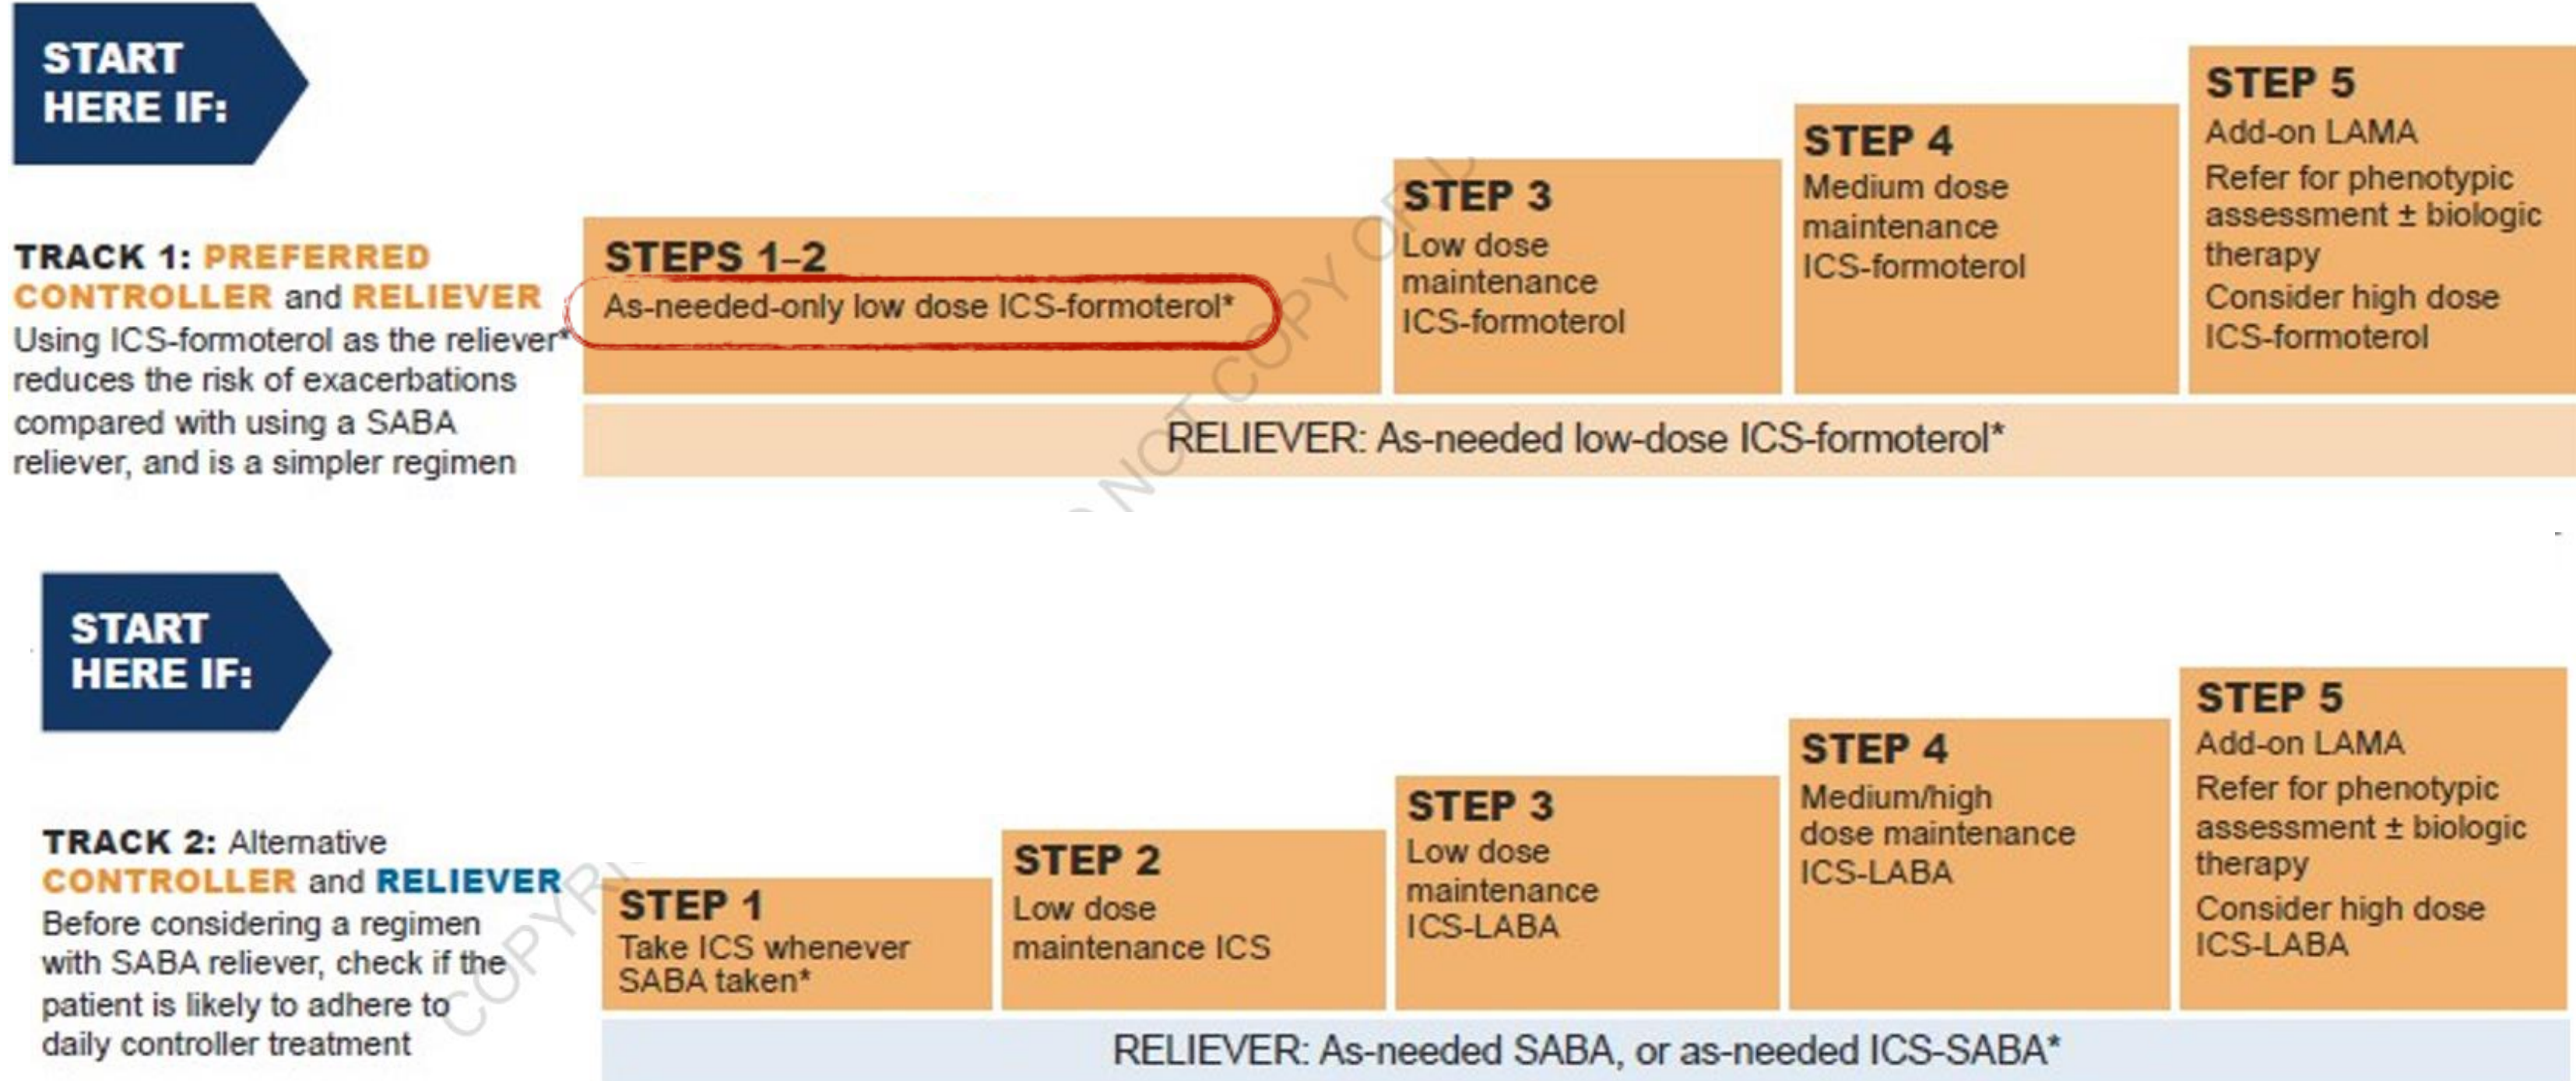 START
HERE IF:
TRACK 1: PREFERRED
CONTROLLER and RELIEVER
Using ICS-formoterol as the reliever*
reduces the risk of exacerbations
compared with using a SABA
reliever, and is a simpler regimen
STEPS 1–2
As-needed-only low dose ICS-formoterol*
STEP 3
Low dose
maintenance
ICS-formoterol
STEP 4
Medium dose
maintenance
ICS-formoterol
STEP 5
Add-on LAMA
Refer for phenotypic
assessment ± biologic
therapy
Consider high dose
ICS-formoterol
RELIEVER: As-needed low-dose ICS-formoterol*
NOT COPY OR
START
HERE IF:
TRACK 2: Alternative
CONTROLLER and RELIEVER
Before considering a regimen
with SABA reliever, check if the
patient is likely to adhere to
daily controller treatment
STEP 1
Take ICS whenever
SABA taken*
STEP 2
Low dose
maintenance ICS
STEP 3
Low dose
maintenance
ICS-LABA
STEP 4
Medium/high
dose maintenance
ICS-LABA
STEP 5
Add-on LAMA
Refer for phenotypic
assessment ± biologic
therapy
Consider high dose
ICS-LABA
RELIEVER: As-needed SABA, or as-needed ICS-SABA*
COPYRI